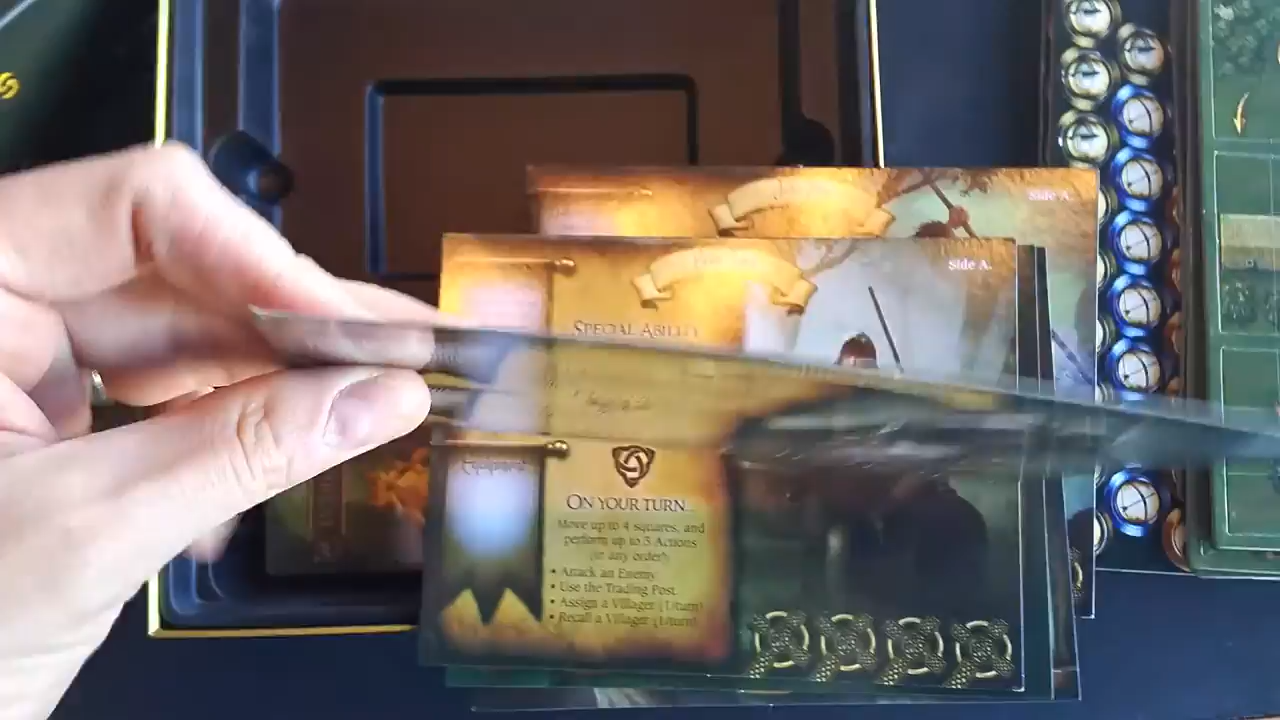 Side A.
Side A.
SPECIAL ABILITY
Equipment
ON YOUR TURN...
Move up to 4 squares, and
perform up to 3 Actions
(in any order)
• Attack an Enemy
• Use the Trading Post
• Assign a Villager (1/turn)
• Recall a Villager (1/turn)